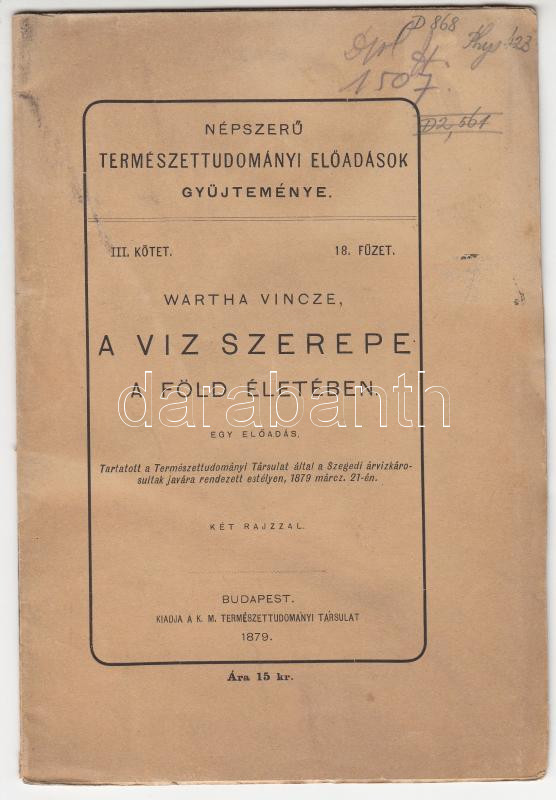 D 868
1507.
D2,561
NÉPSZERŰ
TERMÉSZETTUDOMÁNYI ELŐADÁSOK
GYŰJTEMÉNYE.
III. KÖTET. 18. FŰZET.
WARTHA VINCZE,
A VIZ SZEREPE
A FÖLD ÉLETÉBEN.
darabanth
EGY ELŐADÁS,
Tartatott a Természettudományi Társulat által a Szegedi árvizkáro-
sultak javára rendezett estélyen, 1879 márcz. 21-én.
KÉT RAJZZAL.
BUDAPEST.
KIADJA A K. M. TERMÉSZETTUDOMÁNYI TÁRSULAT
1879.
Ára 15 kr.